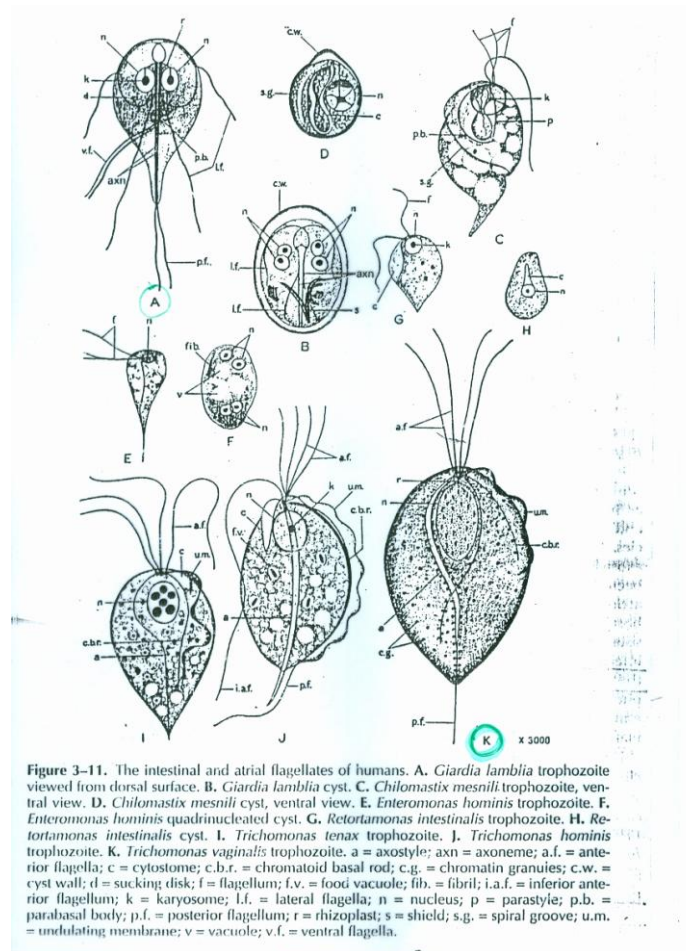 f
r
n
n
k
d
v.f.
axn
p.b.
l.f.
p.f.
A
c.w.
s.g.
n
c
D
f
k
p
p.b.
s.g.
C
c.w.
n
n
l.f.
axn
l.f.
s
B
f
n
k
c
G
c
n
H
f
n
E
fib.
n
v
n
F
a.f.
c
u.m.
n
c.b.r.
a
I
a.f.
n
k
u.m.
c
c.b.r.
f.v.
a
i.a.f.
p.f.
J
a.f.
r
n
u.m.
c.b.r.
a
c.g.
p.f.
K
X 3000
Figure 3–11. The intestinal and atrial flagellates of humans. A. Giardia lamblia trophozoite
viewed from dorsal surface. B. Giardia lamblia cyst. C. Chilomastix mesnili trophozoite, ven-
tral view. D. Chilomastix mesnili cyst, ventral view. E. Enteromonas hominis trophozoite. F.
Enteromonas hominis quadrinucleated cyst. G. Retortamonas intestinalis trophozoite. H. Re-
tortamonas intestinalis cyst. I. Trichomonas tenax trophozoite. J. Trichomonas hominis
trophozoite. K. Trichomonas vaginalis trophozoite. a = axostyle; axn = axoneme; a.f. = ante-
rior flagella; c = cytostome; c.b.r. = chromatoid basal rod; c.g. = chromatin granules; c.w. =
cyst wall; d = sucking disk; f = flagellum; f.v. = food vacuole; fib. = fibril; i.a.f. = inferior ante-
rior flagellum; k = karyosome; l.f. = lateral flagella; n = nucleus; p = parastyle; p.b. =
parabasal body; p.f. = posterior flagellum; r = rhizoplast; s = shield; s.g. = spiral groove; u.m.
= undulating membrane; v = vacuole; v.f. = ventral flagella.